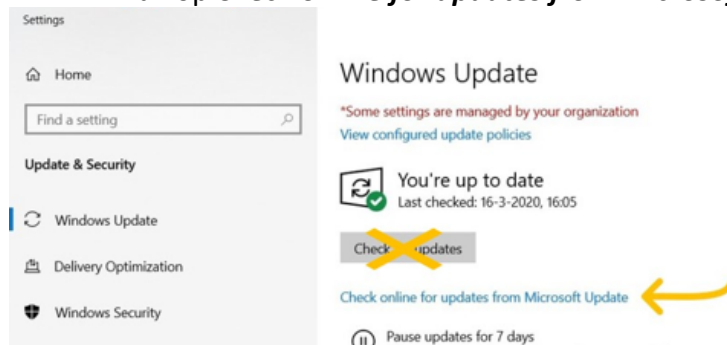 Settings
Home
Find a setting
Update & Security
Windows Update
Delivery Optimization
Windows Security
Windows Update
*Some settings are managed by your organization
View configured update policies
You're up to date
Last checked: 16-3-2020, 16:05
Check updates
Check online for updates from Microsoft Update
Pause updates for 7 days